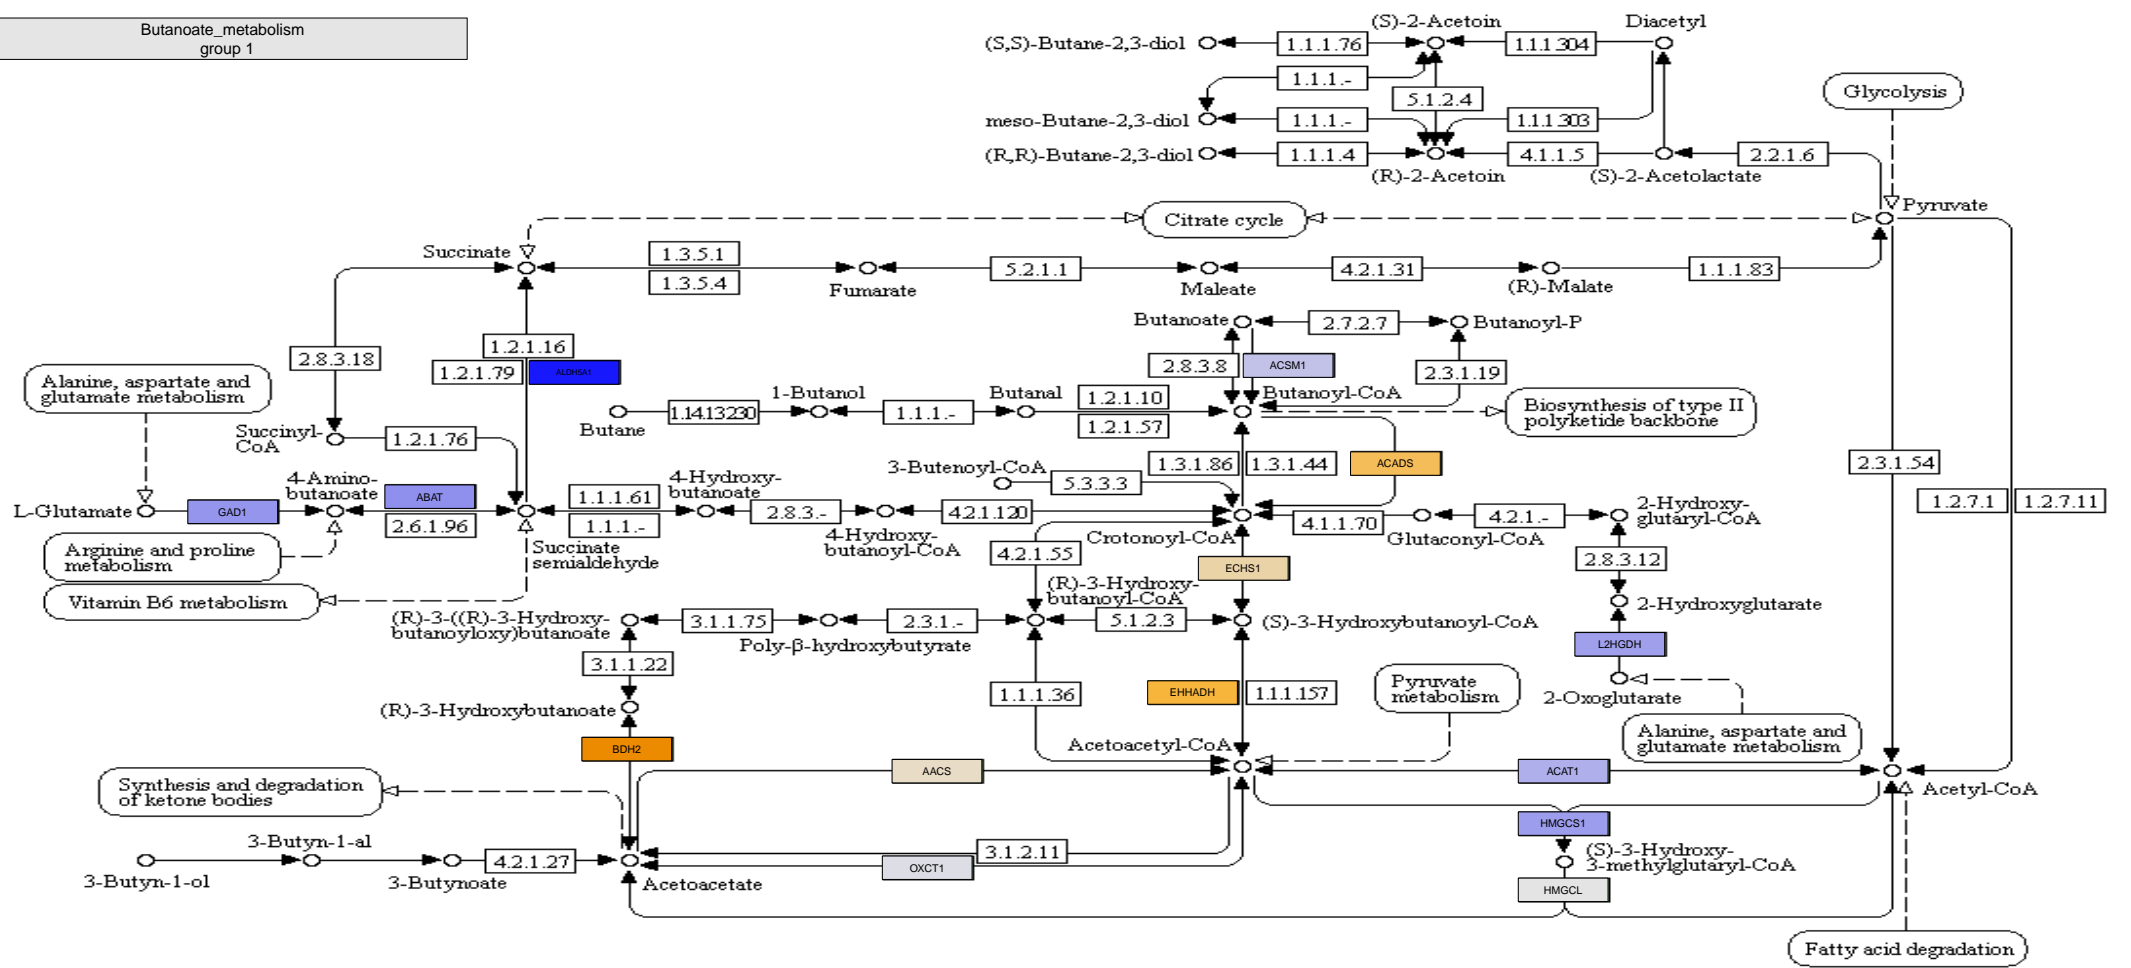 Butanoate_metabolism
group 1
(S)-2-Acetoin
Diacetyl
(S,S)-Butane-2,3-diol
1.1.1.76
1.1.1.304
1.1.1.-
5.1.2.4
Glycolysis
meso-Butane-2,3-diol
1.1.1.-
1.1.1.303
(R,R)-Butane-2,3-diol
1.1.1.4
4.1.1.5
2.2.1.6
(R)-2-Acetoin
(S)-2-Acetolactate
Citrate cycle
Pyruvate
Succinate
1.3.5.1
1.3.5.4
Fumarate
5.2.1.1
Maleate
4.2.1.31
(R)-Malate
1.1.1.83
Butanoate
2.7.2.7
Butanoyl-P
2.8.3.18
1.2.1.16
1.2.1.79
ALDH5A1
2.8.3.8
ACSM1
2.3.1.19
Alanine, aspartate and
glutamate metabolism
1-Butanol
Butanal
1.2.1.10
Butanoyl-CoA
Butane
1.14.13.230
1.1.1.-
1.2.1.57
Biosynthesis of type II
polyketide backbone
Succinyl-
CoA
1.2.1.76
3-Butenoyl-CoA
5.3.3.3
1.3.1.86
1.3.1.44
ACADS
2.3.1.54
1.2.7.1
1.2.7.11
L-Glutamate
GAD1
4-Amino-
butanoate
ABAT
2.6.1.96
1.1.1.61
1.1.1.-
4-Hydroxy-
butanoate
2.8.3.-
4.2.1.120
4-Hydroxy-
butanoyl-CoA
Crotonoyl-CoA
4.1.1.70
Glutaconyl-CoA
4.2.1.-
2-Hydroxy-
glutaryl-CoA
Arginine and proline
metabolism
Succinate
semialdehyde
4.2.1.55
ECHS1
2.8.3.12
Vitamin B6 metabolism
(R)-3-Hydroxy-
butanoyl-CoA
2-Hydroxyglutarate
(R)-3-((R)-3-Hydroxy-
butanoyloxy)butanoate
3.1.1.75
Poly-β-hydroxybutyrate
2.3.1.-
5.1.2.3
(S)-3-Hydroxybutanoyl-CoA
L2HGDH
3.1.1.22
1.1.1.36
EHHADH
1.1.1.157
Pyruvate
metabolism
2-Oxoglutarate
(R)-3-Hydroxybutanoate
BDH2
Acetoacetyl-CoA
Alanine, aspartate and
glutamate metabolism
Synthesis and degradation
of ketone bodies
AACS
ACAT1
Acetyl-CoA
HMGCS1
3-Butyn-1-ol
3-Butyn-1-al
3-Butynoate
4.2.1.27
Acetoacetate
3.1.2.11
OXCT1
(S)-3-Hydroxy-
3-methylglutaryl-CoA
HMGCL
Fatty acid degradation